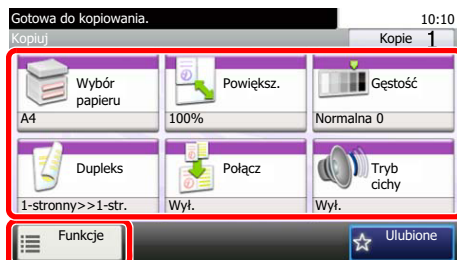 Gotowa do kopiowania.
10:10
Kopiuj
Kopie 1
Wybór
papieru
A4
Powiększ.
100%
Gęstość
Normalna 0
Dupleks
1-stronny>>1-str.
Połącz
Wył.
Tryb
cichy
Wył.
Funkcje
Ulubione